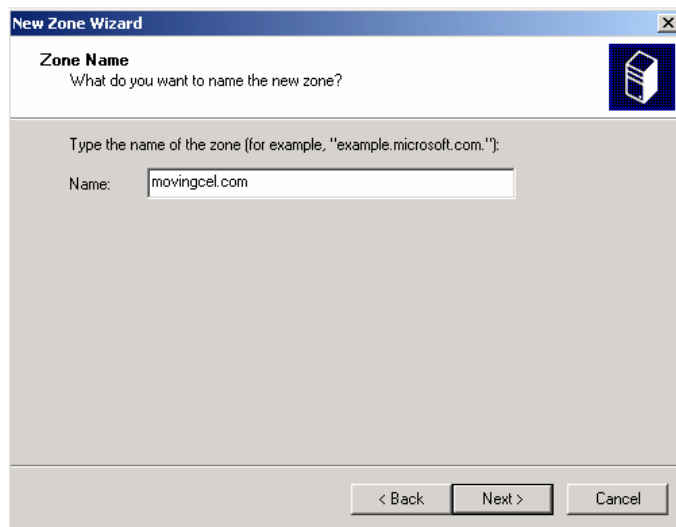 New Zone Wizard
Zone Name
What do you want to name the new zone?
Type the name of the zone (for example, "example.microsoft.com."):
Name: movingcel.com
< Back Next > Cancel